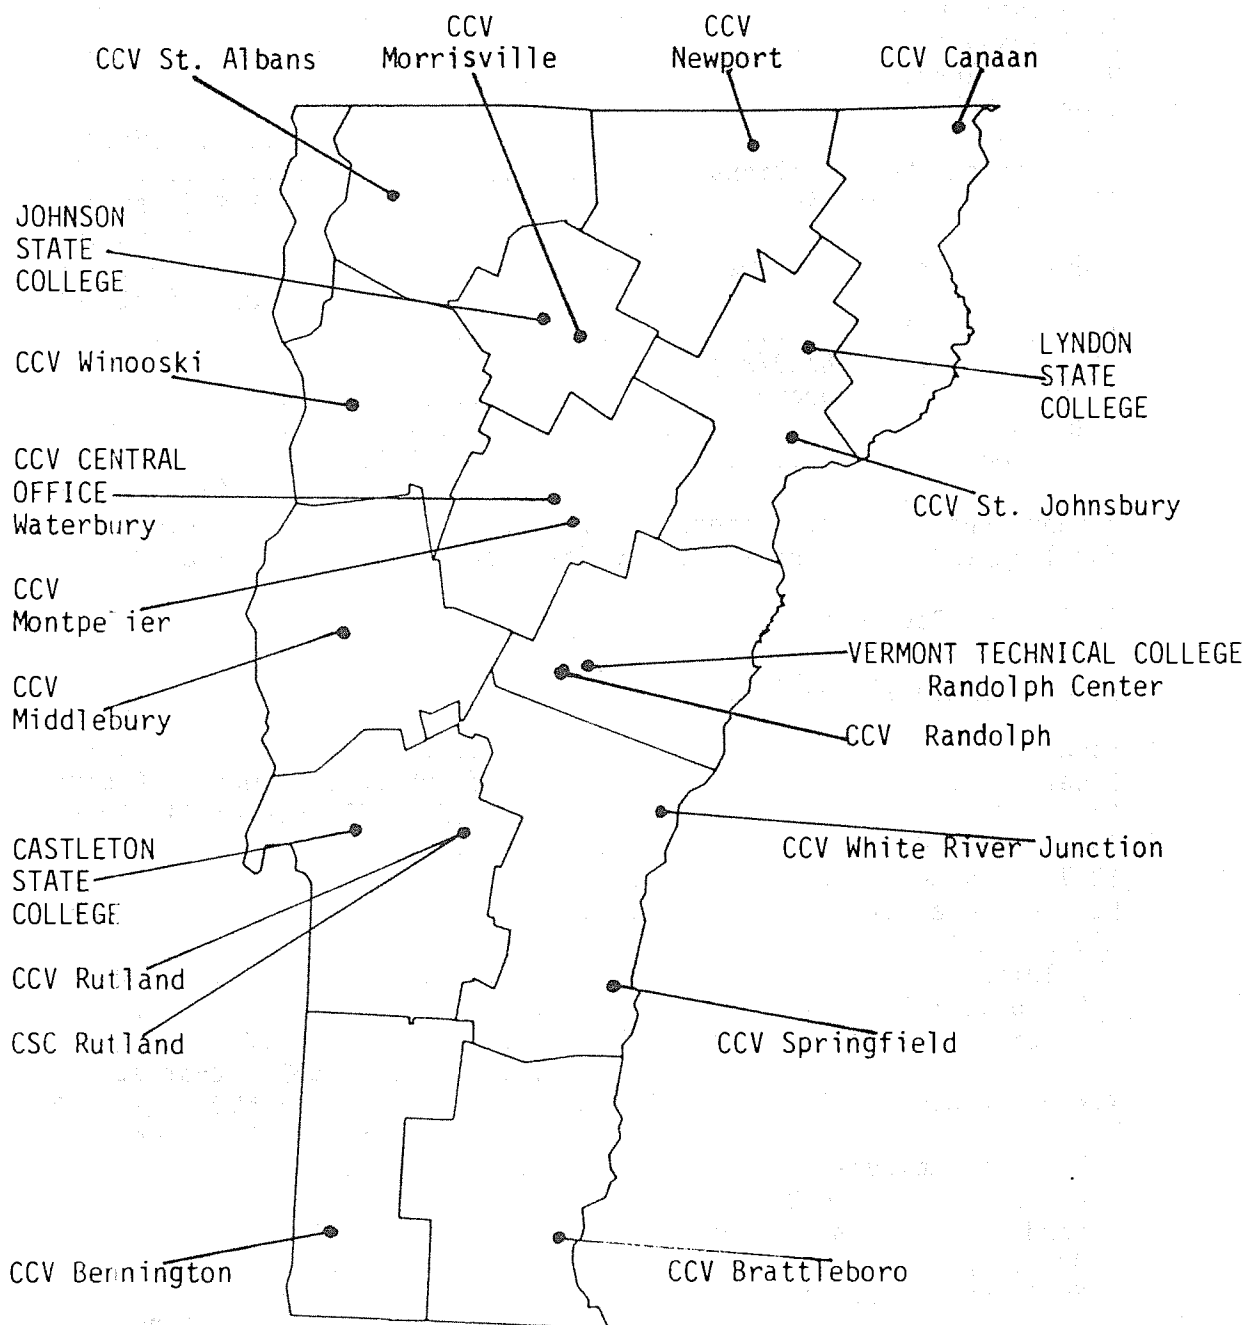 CCV St. Albans
CCV
Morrisville
CCV
Newport
CCV Canaan
JOHNSON
STATE
COLLEGE
CCV Winooski
CCV CENTRAL
OFFICE
Waterbury
CCV
Montpelier
CCV
Middlebury
CASTLETON
STATE
COLLEGE
CCV Rutland
CSC Rutland
CCV Bennington
LYNDON
STATE
COLLEGE
CCV St. Johnsbury
VERMONT TECHNICAL COLLEGE
Randolph Center
CCV Randolph
CCV White River Junction
CCV Springfield
CCV Brattleboro